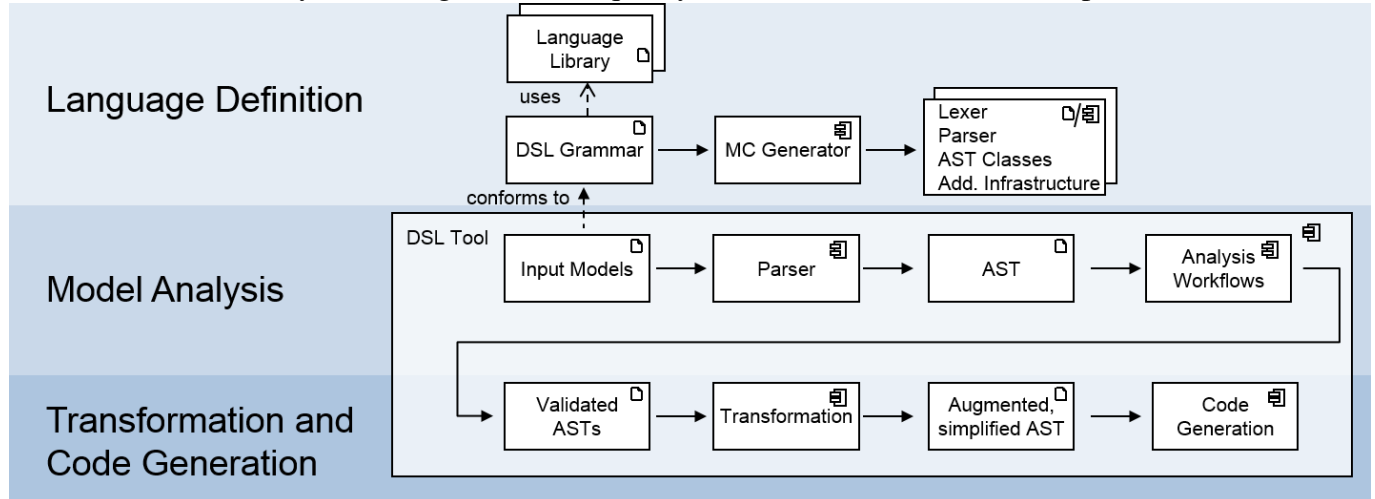 Language
Library
uses
Language Definition
DSL Grammar
MC Generator
Lexer
Parser
AST Classes
Add. Infrastructure
conforms to
DSL Tool
Model Analysis
Input Models
Parser
AST
Analysis
Workflows
Transformation and
Code Generation
Validated
ASTs
Transformation
Augmented,
simplified AST
Code
Generation